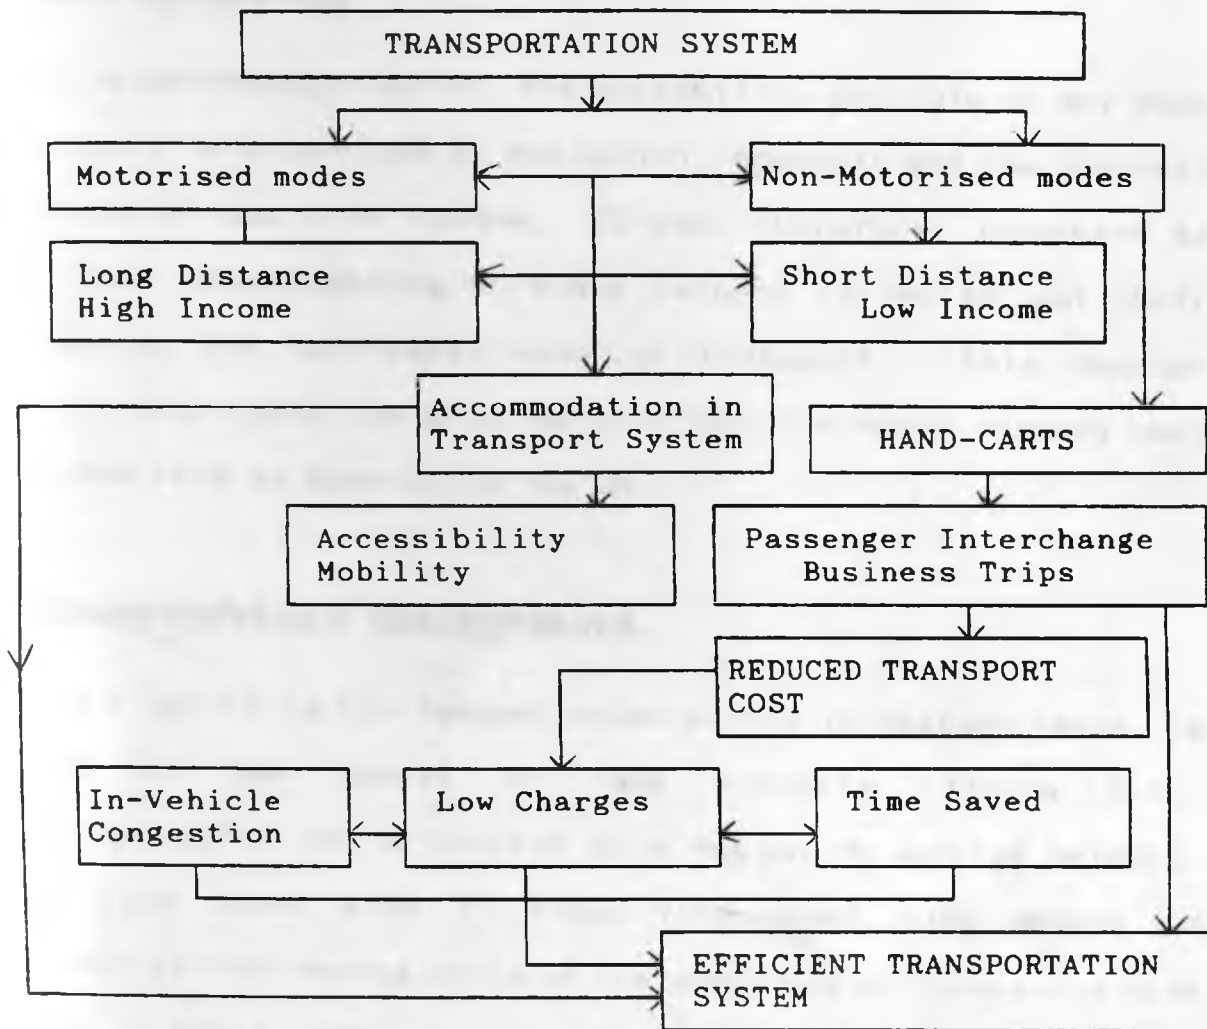 TRANSPORTATION SYSTEM
Motorised modes
Non-Motorised modes
Long Distance
High Income
Short Distance
Low Income
Accommodation in
Transport System
HAND-CARTS
Accessibility
Mobility
Passenger Interchange
Business Trips
REDUCED TRANSPORT
COST
In-Vehicle
Congestion
Low Charges
Time Saved
EFFICIENT TRANSPORTATION
SYSTEM